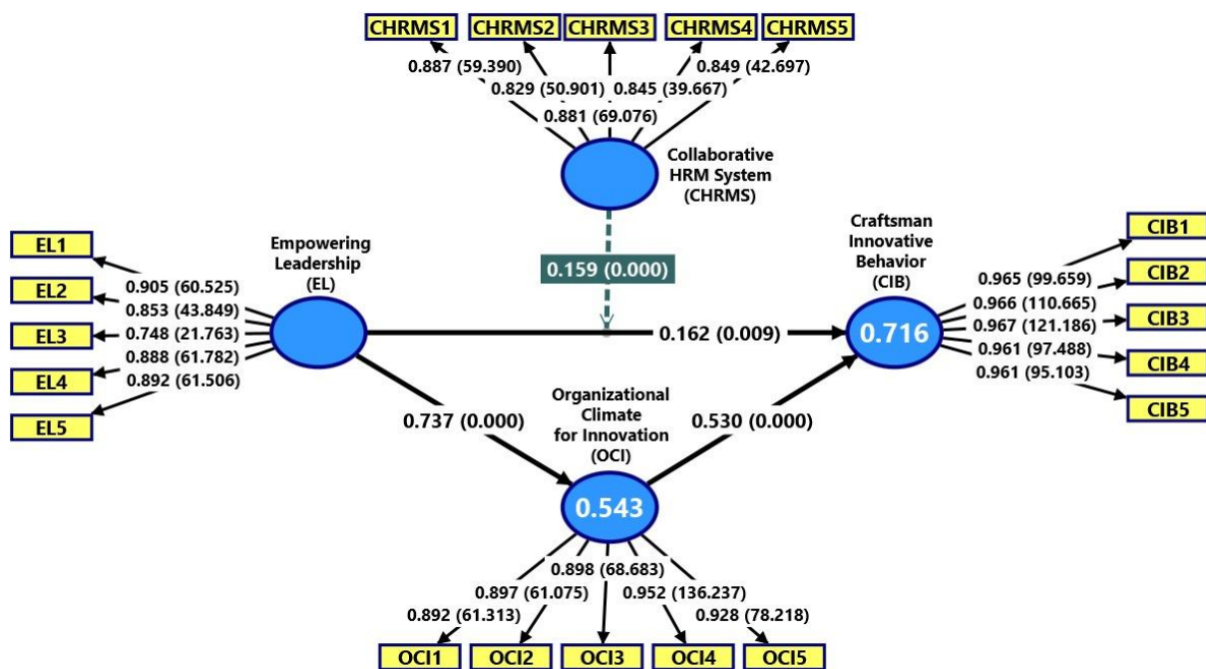 CHRMS1 CHRMS2 CHRMS3 CHRMS4 CHRMS5
0.887 (59.390) 0.849 (42.697)
0.829 (50.901) 0.845 (39.667)
0.881 (69.076)
Collaborative
HRM System
(CHRMS)
0.159 (0.000)
Empowering
Leadership
(EL)
EL1
EL2
EL3
EL4
EL5
0.905 (60.525)
0.853 (43.849)
0.748 (21.763)
0.888 (61.782)
0.892 (61.506)
0.162 (0.009)
Craftsman
Innovative
Behavior
(CIB)
0.716
0.965 (99.659)
0.966 (110.665)
0.967 (121.186)
0.961 (97.488)
0.961 (95.103)
CIB1
CIB2
CIB3
CIB4
CIB5
0.737 (0.000)
Organizational
Climate
for Innovation
(OCI)
0.530 (0.000)
0.543
0.898 (68.683)
0.897 (61.075) 0.952 (136.237)
0.892 (61.313) 0.928 (78.218)
OCI1 OCI2 OCI3 OCI4 OCI5